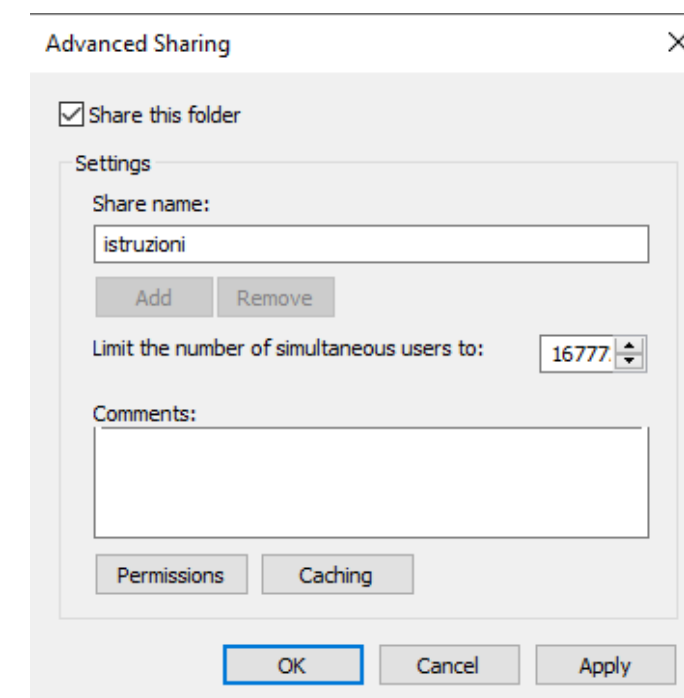 Advanced Sharing
Share this folder
Settings
Share name:
istruzioni
Add Remove
Limit the number of simultaneous users to: 16777
Comments:
Permissions Caching
OK Cancel Apply